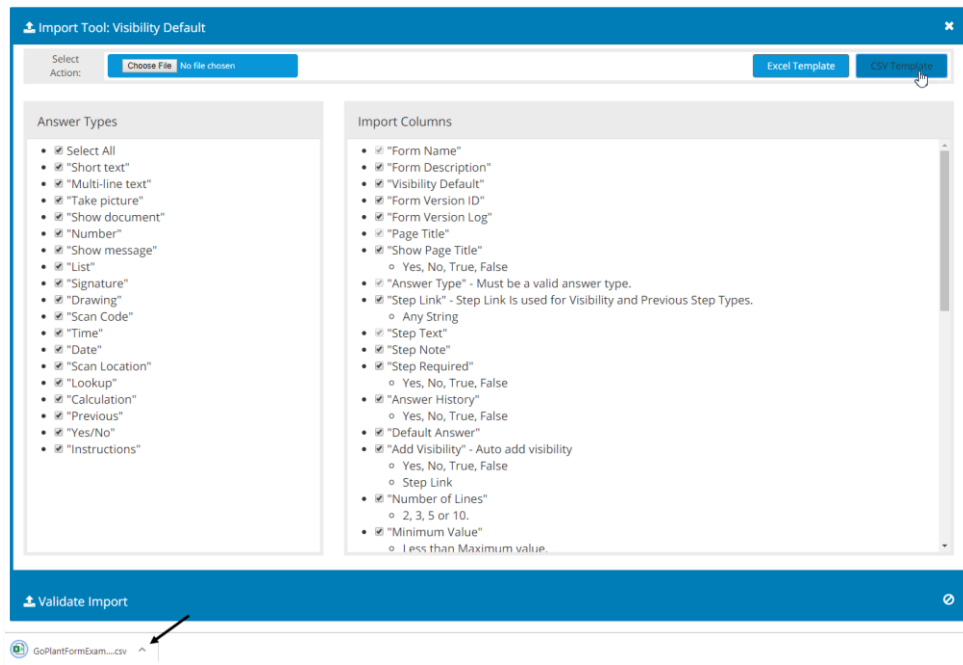 Import Tool: Visibility Default
Select
Action:
Choose File No file chosen
Excel Template
CSV Template
Answer Types
Select All
"Short text"
"Multi-line text"
"Take picture"
"Show document"
"Number"
"Show message"
"List"
"Signature"
"Drawing"
"Scan Code"
"Time"
"Date"
"Scan Location"
"Lookup"
"Calculation"
"Previous"
"Yes/No"
"Instructions"
Import Columns
"Form Name"
"Form Description"
"Visibility Default"
"Form Version ID"
"Form Version Log"
"Page Title"
"Show Page Title"
Yes, No, True, False
"Answer Type" - Must be a valid answer type.
"Step Link" - Step Link Is used for Visibility and Previous Step Types.
Any String
"Step Text"
"Step Note"
"Step Required"
Yes, No, True, False
"Answer History"
Yes, No, True, False
"Default Answer"
"Add Visibility" - Auto add visibility
Yes, No, True, False
Step Link
"Number of Lines"
2, 3, 5 or 10.
"Minimum Value"
Less than Maximum value.
Validate Import
GoPlantFormExam....csv